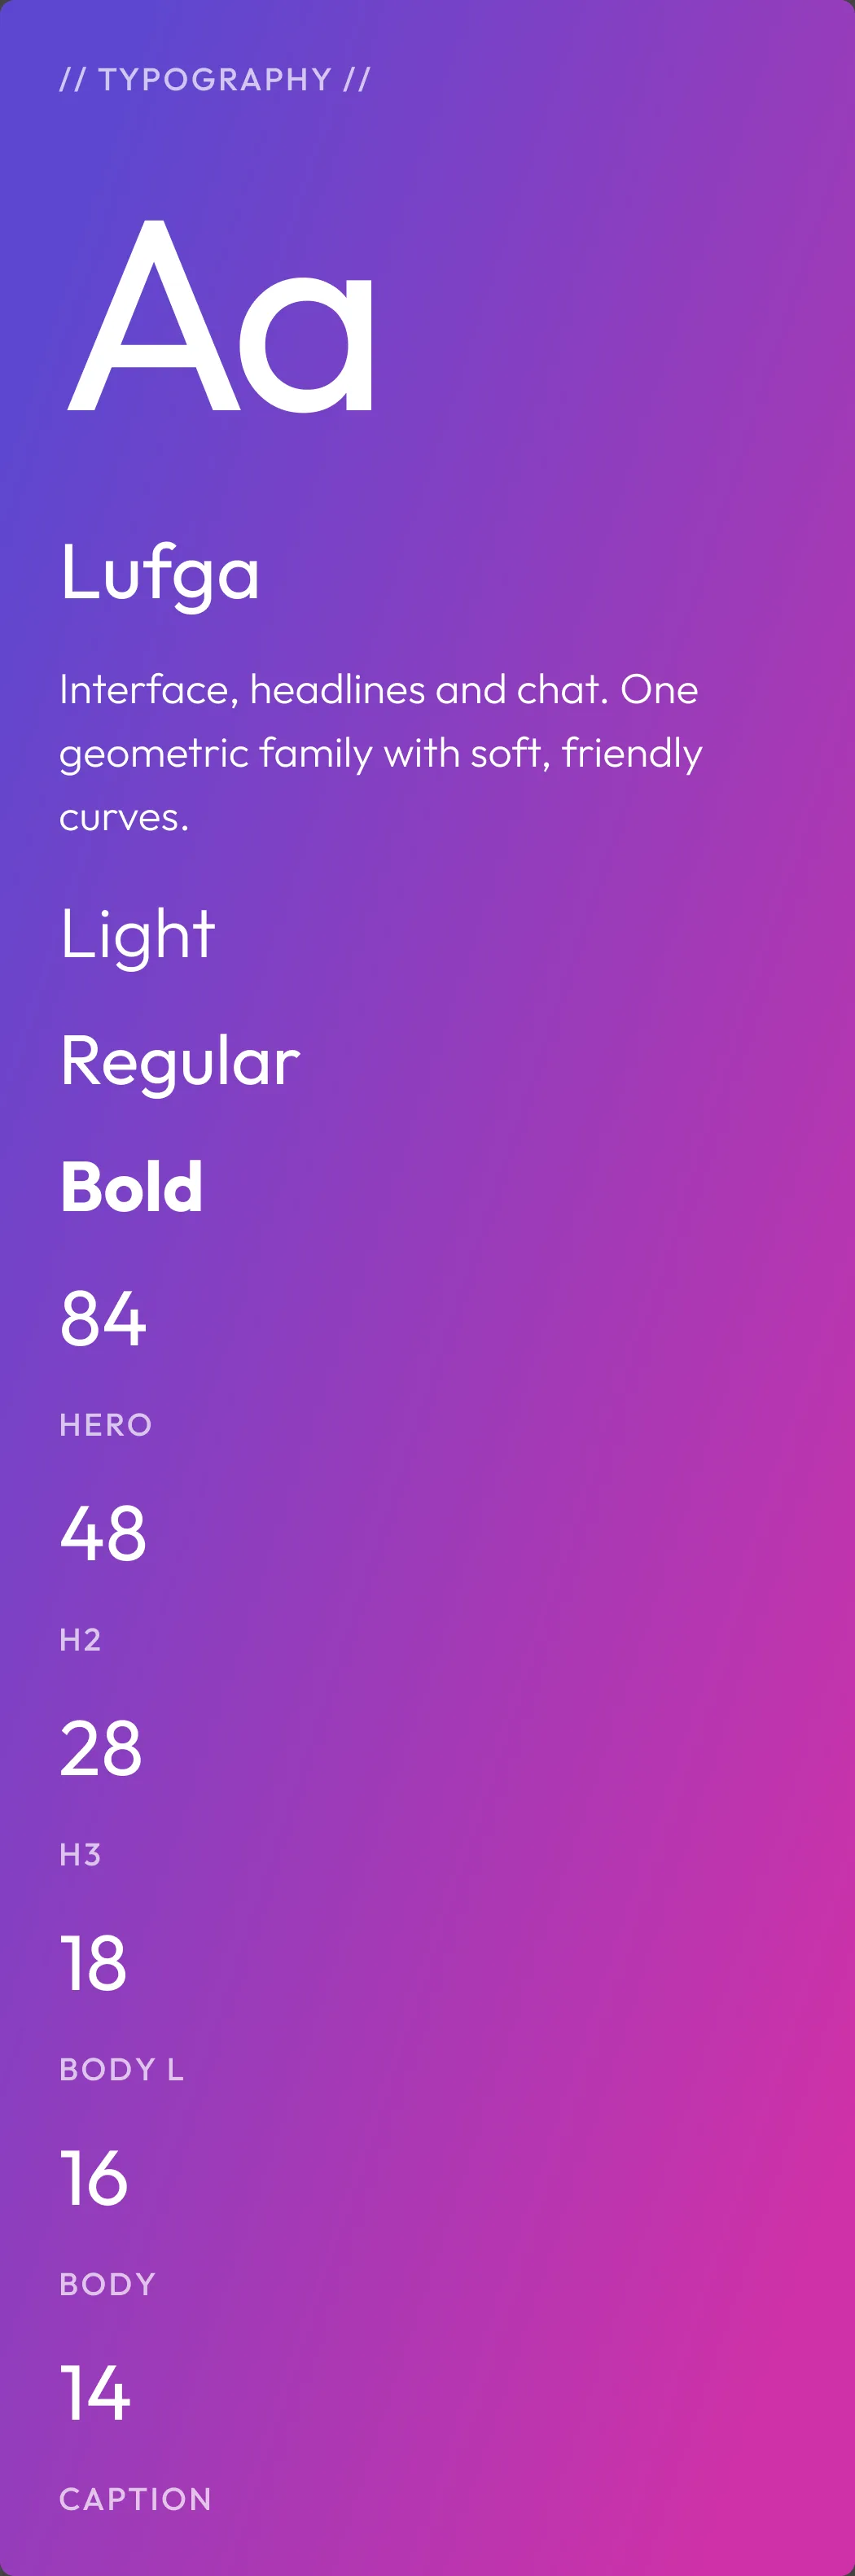 // TYPOGRAPHY //
Aa
Lufga
Interface, headlines and chat. One
geometric family with soft, friendly
curves.
Light
Regular
Bold
84
HERO
48
H2
28
H3
18
BODY L
16
BODY
14
CAPTION